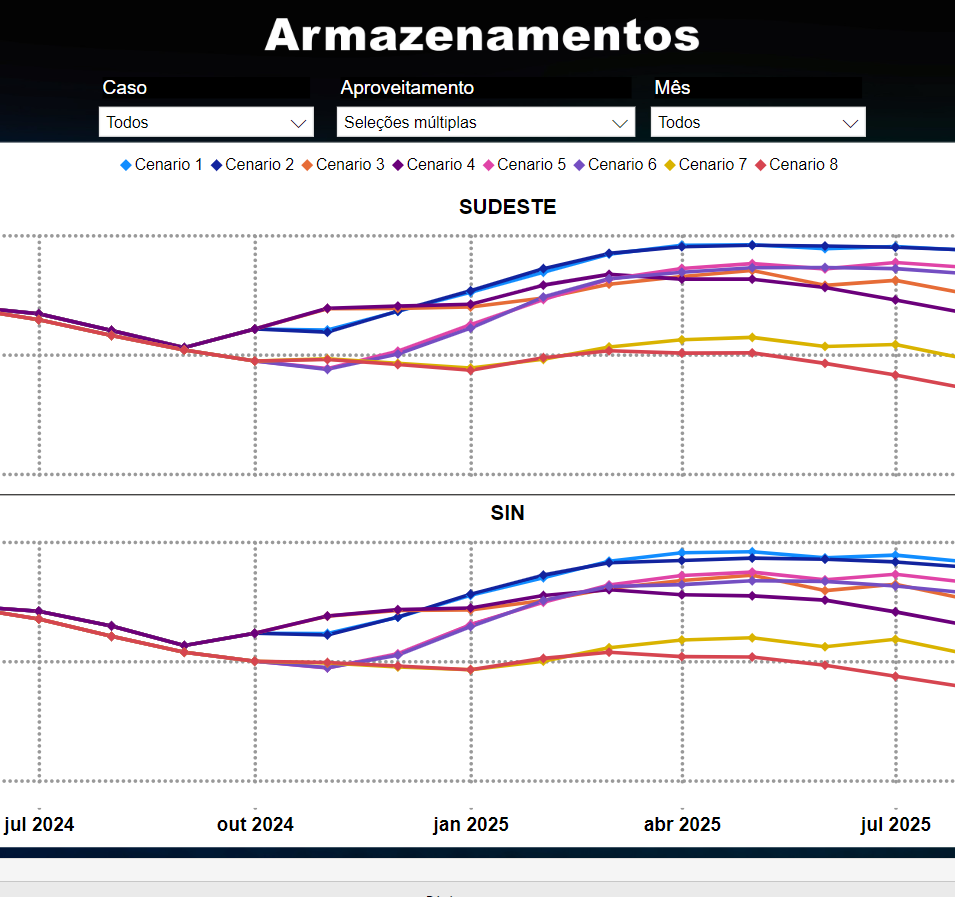 Armazenamentos
Caso Aproveitamento Mês
Todos Seleções múltiplas Todos
Cenario 1 Cenario 2 Cenario 3 Cenario 4 Cenario 5 Cenario 6 Cenario 7 Cenario 8
SUDESTE
SIN
jul 2024 out 2024 jan 2025 abr 2025 jul 2025